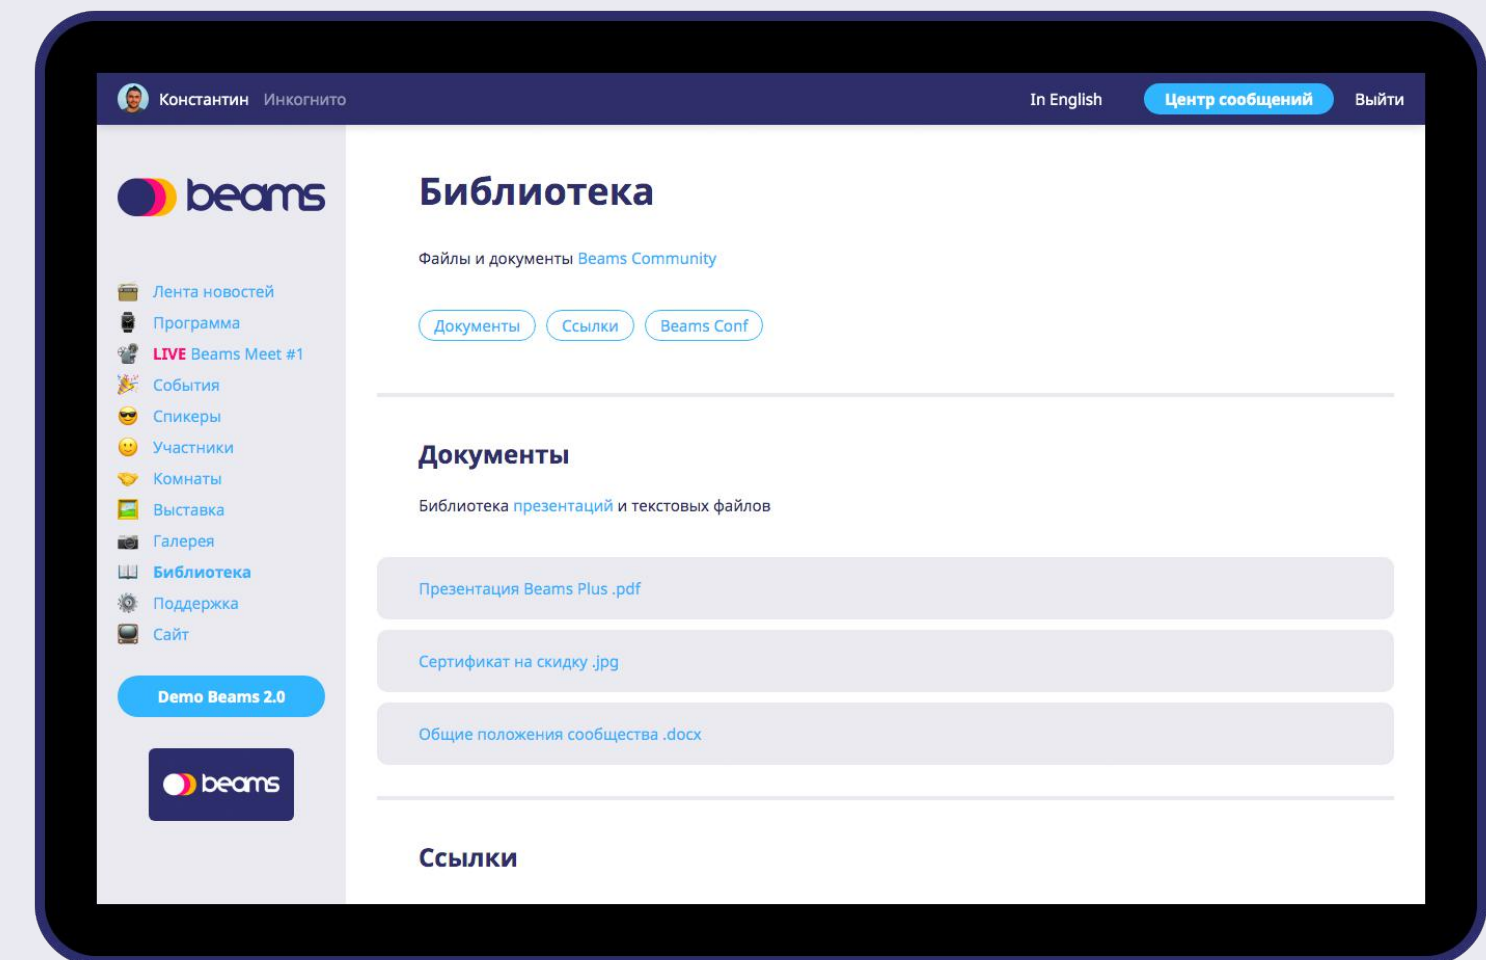 Константин Инкогнито
In English
Центр сообщений
Выйти
beams
Лента новостей
Программа
LIVE Beams Meet #1
События
Спикеры
Участники
Комнаты
Выставка
Галерея
Библиотека
Поддержка
Сайт
Demo Beams 2.0
beams
Библиотека
Файлы и документы Beams Community
Документы
Ссылки
Beams Conf
Документы
Библиотека презентаций и текстовых файлов
Презентация Beams Plus .pdf
Сертификат на скидку .jpg
Общие положения сообщества .docx
Ссылки